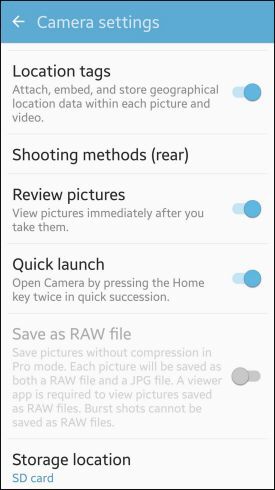 Camera settings
Location tags
Attach, embed, and store geographical
location data within each picture and
video.
Shooting methods (rear)
Review pictures
View pictures immediately after you
take them.
Quick launch
Open Camera by pressing the Home
key twice in quick succession.
Save as RAW file
Save pictures without compression in
Pro mode. Each picture will be saved as
both a RAW file and a JPG file. A viewer
app is required to view pictures saved
as RAW files. Burst shots cannot be
saved as RAW files.
Storage location
SD card